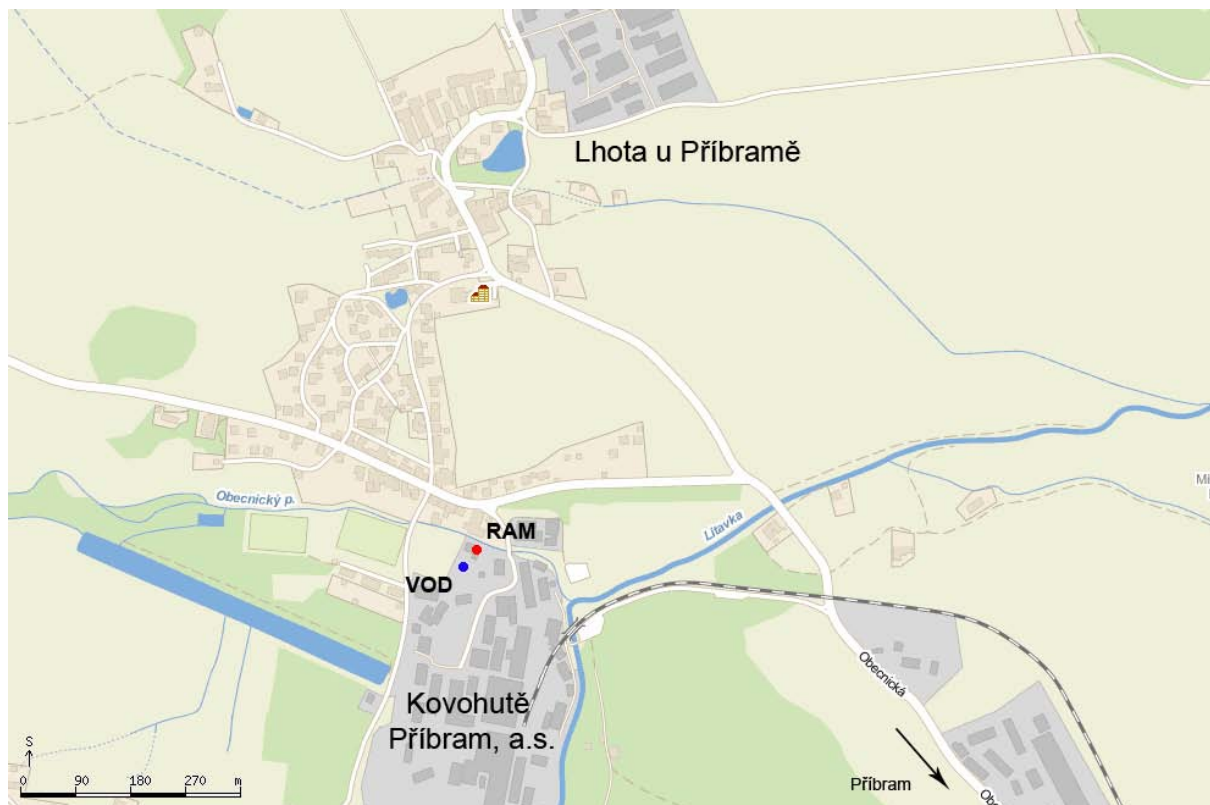 Lhota u Příbramě
Obecnický p.
RAM
Litavka
VOD
Obecnická
Kovohutě
Příbram, a.s.
S
0 90 180 270 m
Příbram